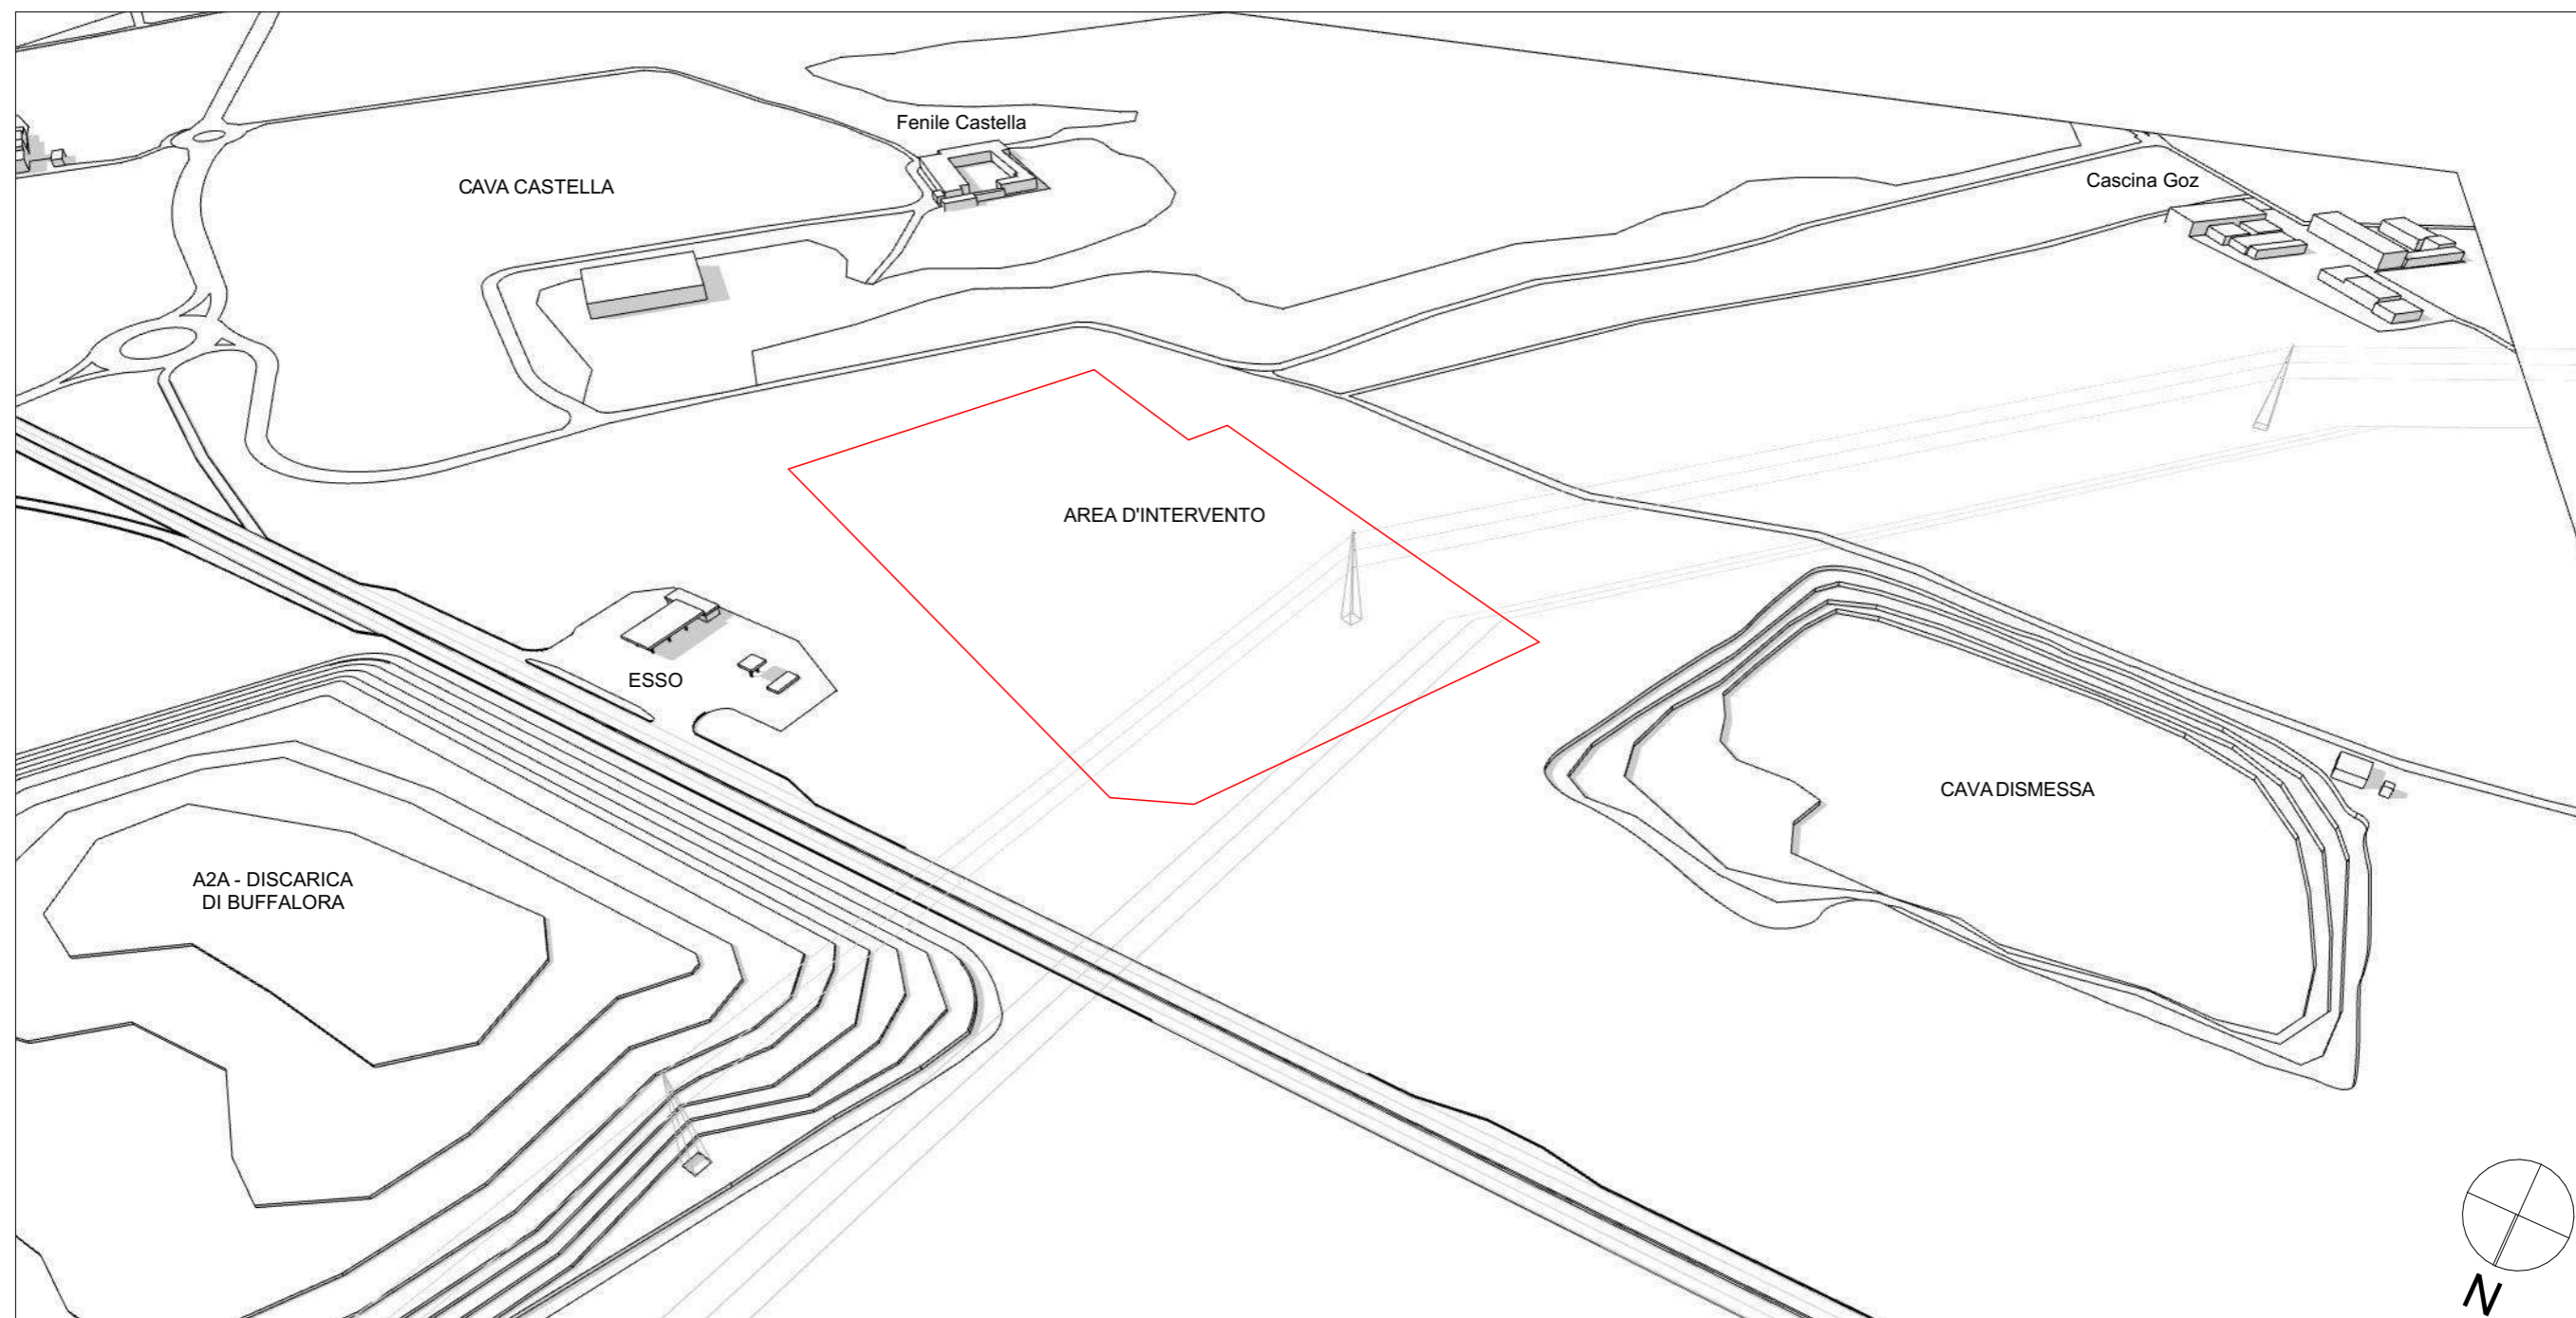 Fenile Castella
CAVA CASTELLA
Cascina Goz
AREA D'INTERVENTO
ESSO
CAVA DISMESSA
A2A - DISCARICA
DI BUFFALORA
N